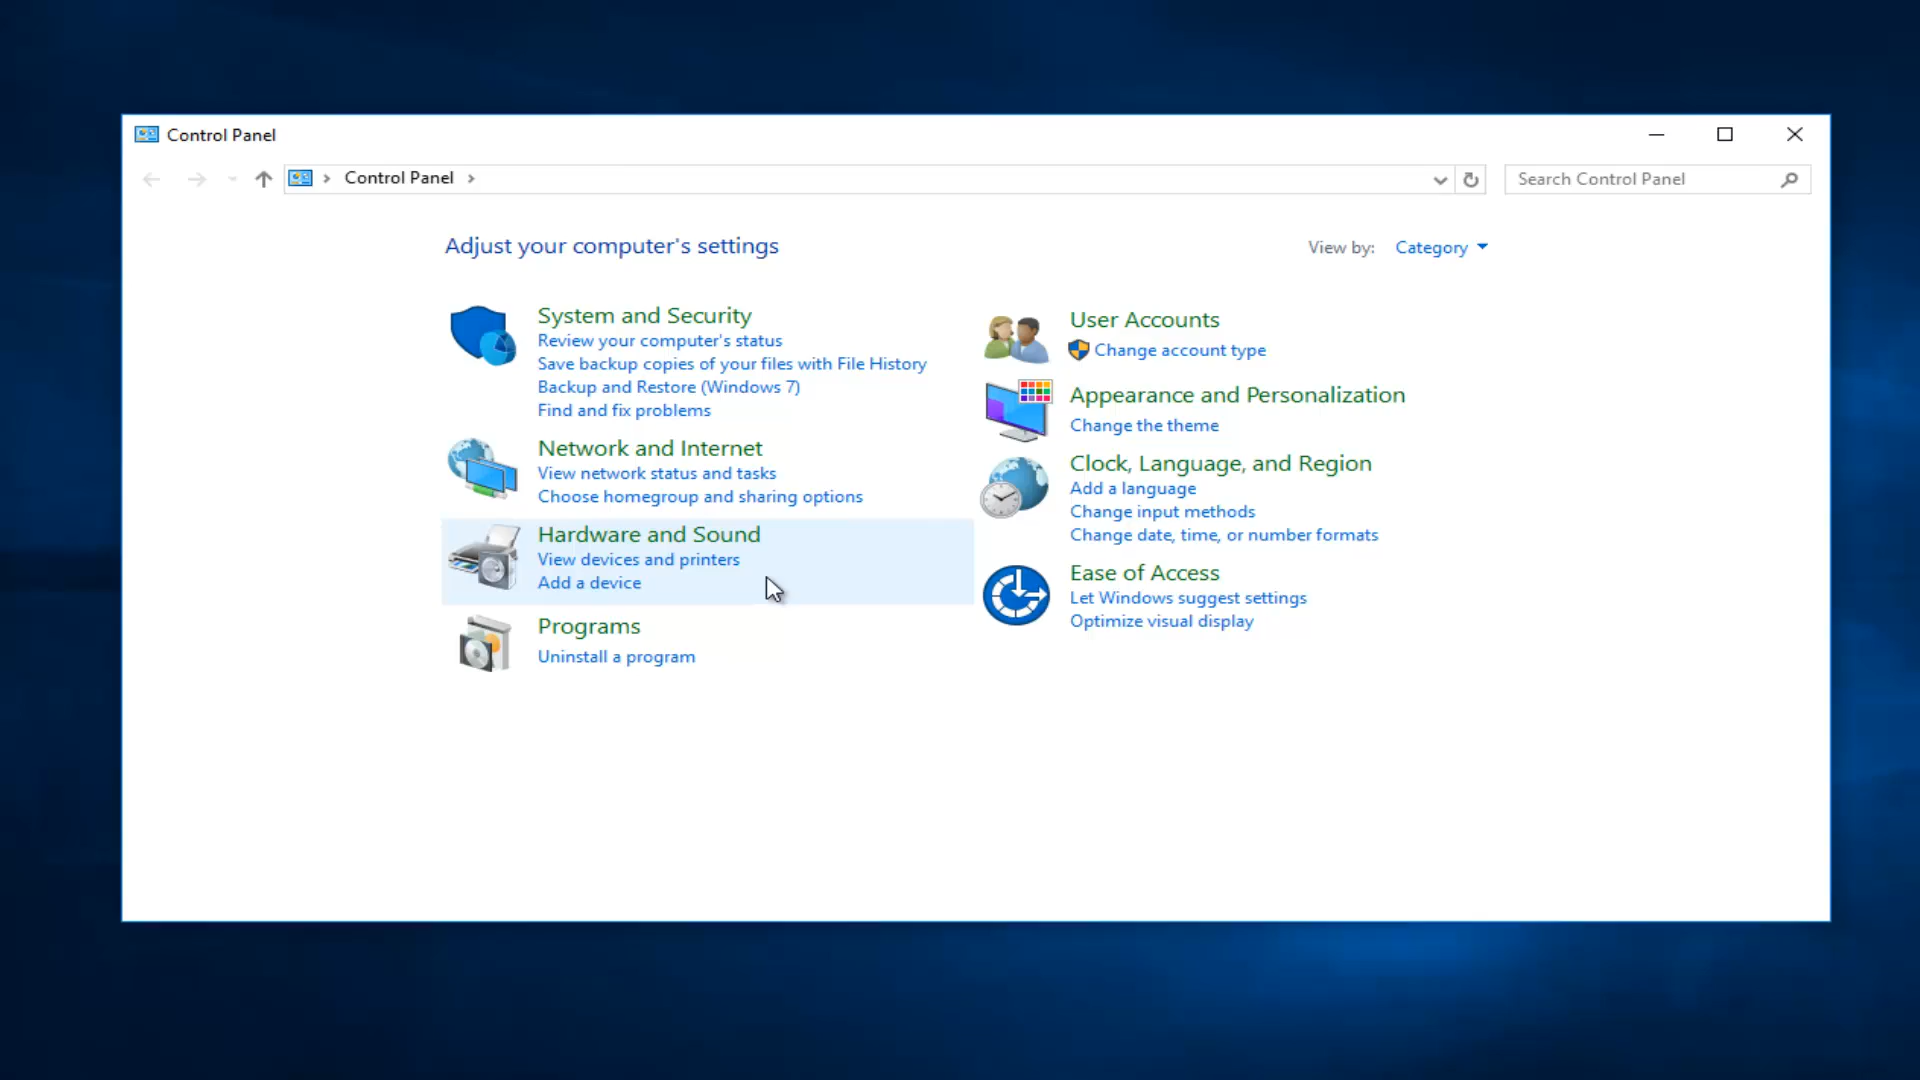 Control Panel
Control Panel
Search Control Panel
Adjust your computer's settings
View by: Category
System and Security
Review your computer's status
Save backup copies of your files with File History
Backup and Restore (Windows 7)
Find and fix problems
Network and Internet
View network status and tasks
Choose homegroup and sharing options
Hardware and Sound
View devices and printers
Add a device
Programs
Uninstall a program
User Accounts
Change account type
Appearance and Personalization
Change the theme
Clock, Language, and Region
Add a language
Change input methods
Change date, time, or number formats
Ease of Access
Let Windows suggest settings
Optimize visual display